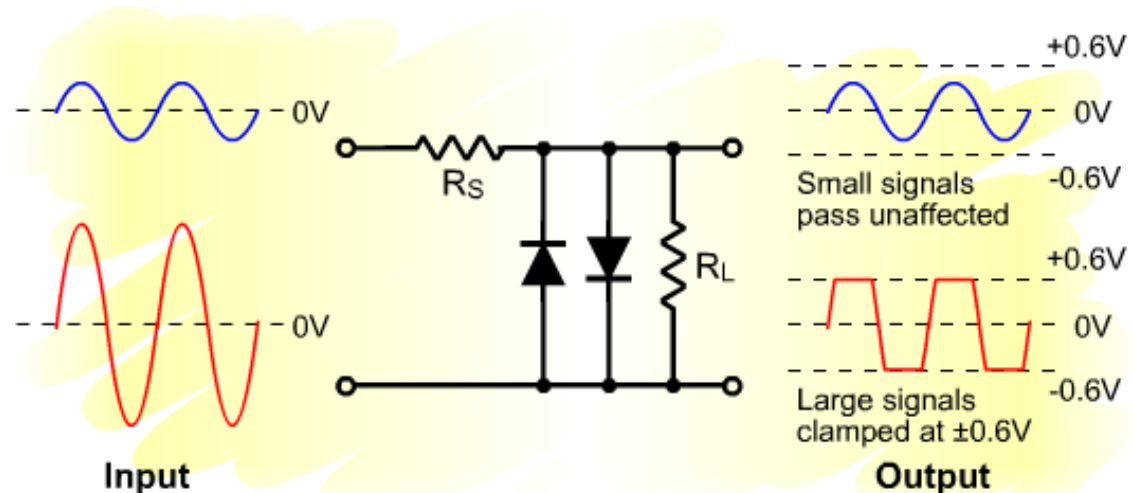 0V
0V
Input
RS
RL
+0.6V
0V
-0.6V
Small signals
pass unaffected
+0.6V
0V
-0.6V
Large signals
clamped at ±0.6V
Output